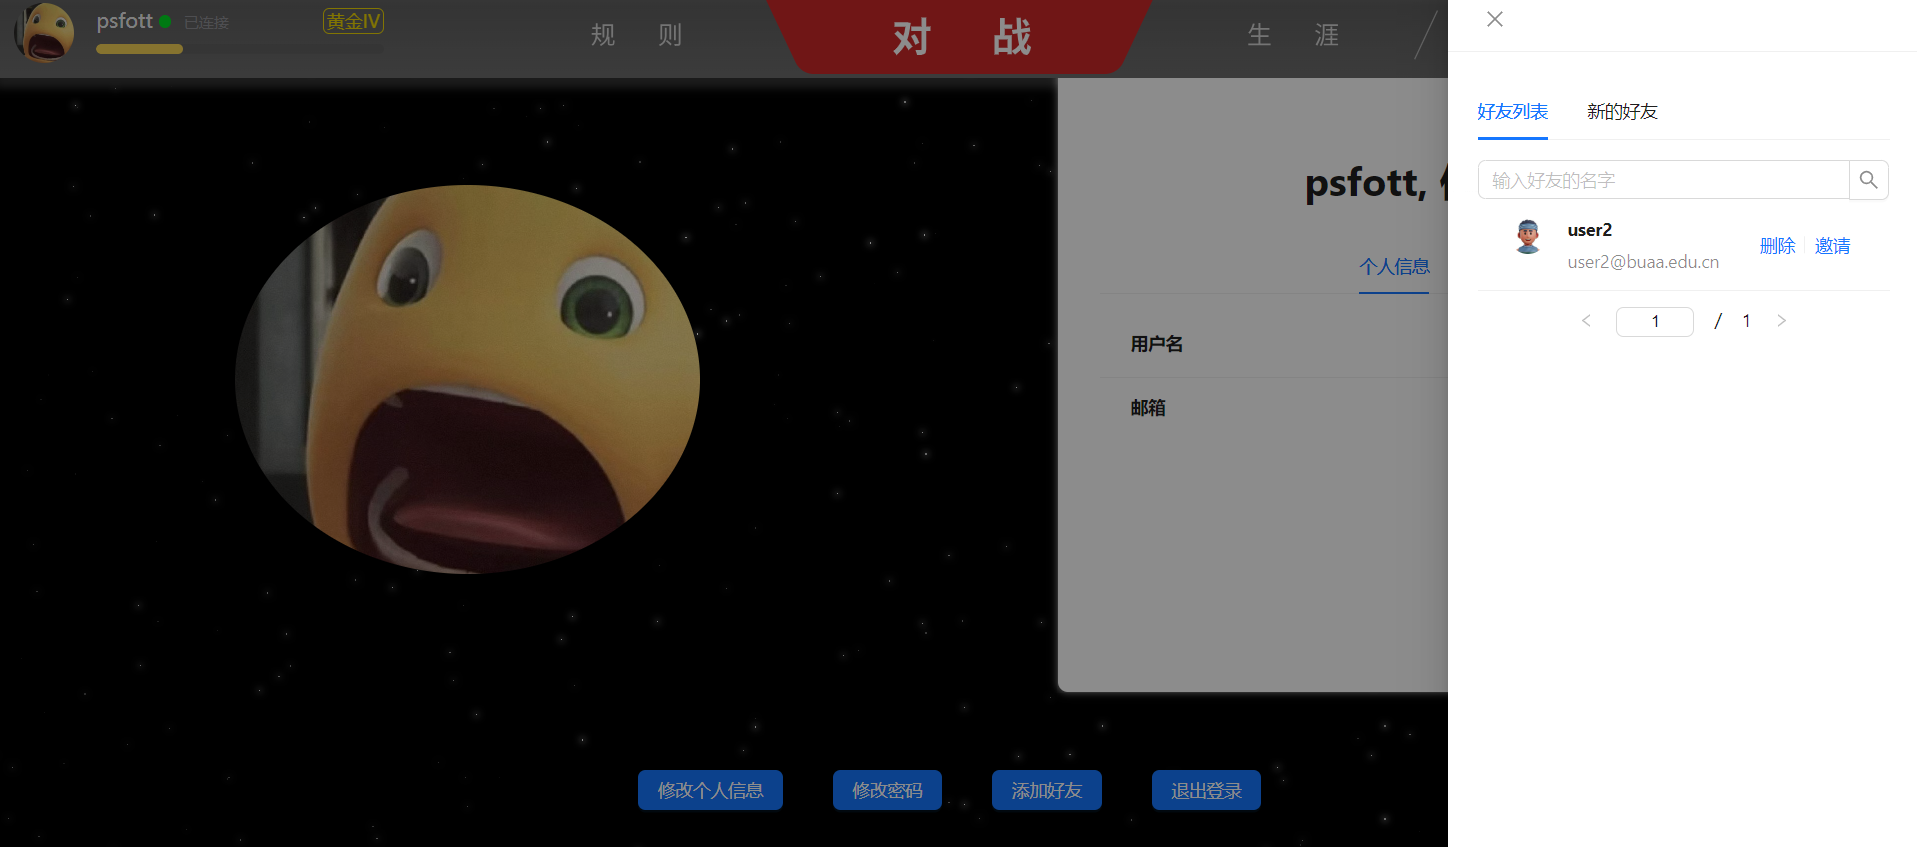 psfott 已连接 黄金IV
规 则
对 战
生 涯
psfott,
个人信息
用户名
邮箱
修改个人信息
修改密码
添加好友
退出登录
好友列表
新的好友
输入好友的名字
user2
user2@buaa.edu.cn
删除
邀请
1 / 1